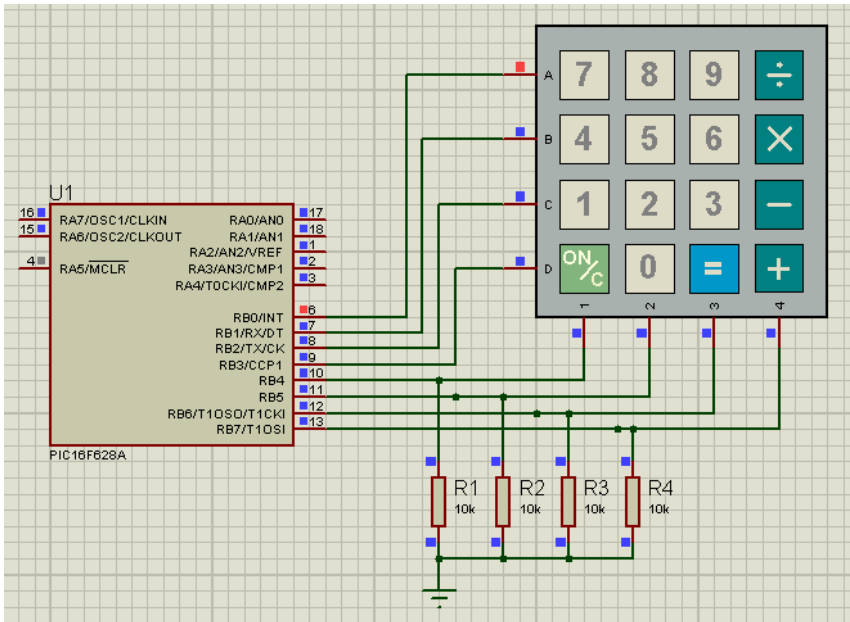 U1
16
RA7/OSC1/CLKIN
15
RA6/OSC2/CLKOUT
4
RA5/MCLR
RA0/AN0
17
RA1/AN1
18
RA2/AN2/VREF
1
RA3/AN3/CMP1
2
RA4/T0CKI/CMP2
3
RB0/INT
6
RB1/RX/DT
7
RB2/TX/CK
8
RB3/CCP1
9
RB4
10
RB5
11
RB6/T1OSO/T1CKI
12
RB7/T1OSI
13
PIC16F628A
A
7 8 9 ÷
B
4 5 6 ×
C
1 2 3 −
D
ON/C 0 = +
1 2 3 4
R1
10k
R2
10k
R3
10k
R4
10k